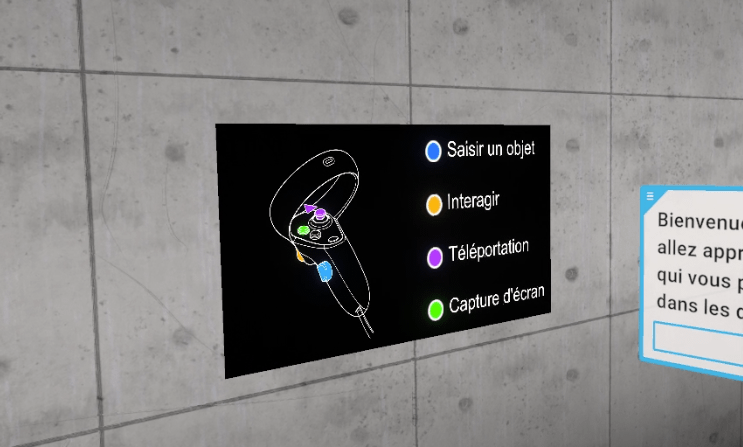 Saisir un objet
Interagir
Téléportation
Capture d'écran
Bienvenue
allez appr
qui vous p
dans les d